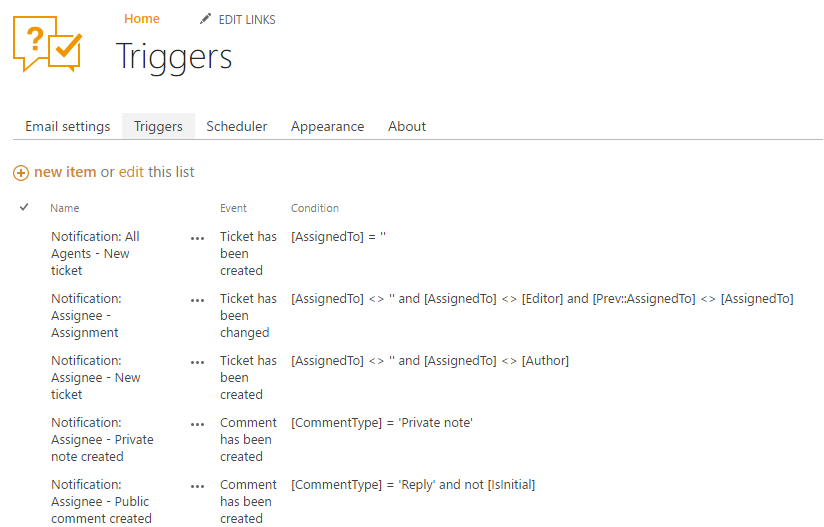 Home EDIT LINKS
Triggers
Email settings Triggers Scheduler Appearance About
new item or edit this list
Name Event Condition
Notification: All ... Ticket has [AssignedTo] = ''
Agents - New been
ticket created
Notification: ... Ticket has [AssignedTo] <> '' and [AssignedTo] <> [Editor] and [Prev::AssignedTo] <> [AssignedTo]
Assignee - been
Assignment changed
Notification: ... Ticket has [AssignedTo] <> '' and [AssignedTo] <> [Author]
Assignee - New been
ticket created
Notification: ... Comment [CommentType] = 'Private note'
Assignee - Private has been
note created created
Notification: ... Comment [CommentType] = 'Reply' and not [IsInitial]
Assignee - Public has been
comment created created